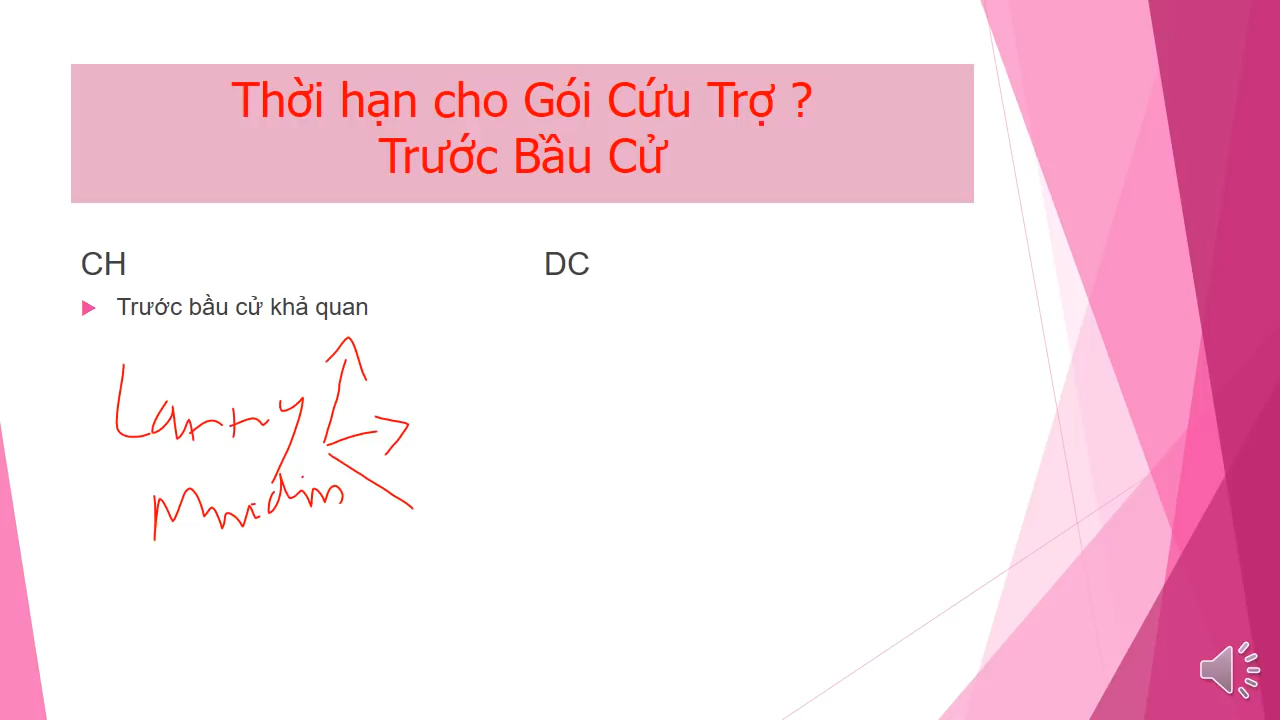 Thời hạn cho Gói Cứu Trợ ?
Trước Bầu Cử
CH
Trước bầu cử khả quan
Larry
DC